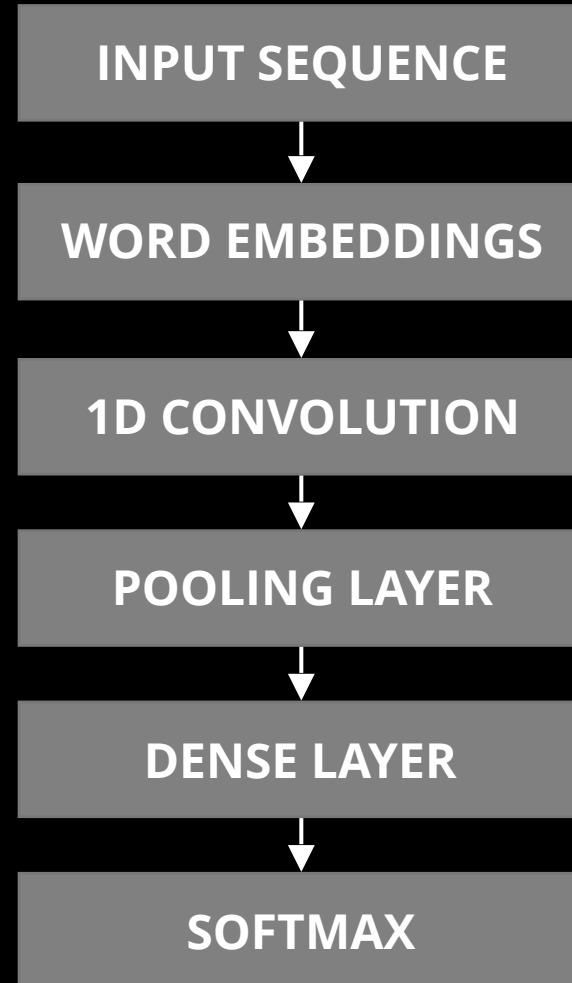 INPUT SEQUENCE
WORD EMBEDDINGS
1D CONVOLUTION
POOLING LAYER
DENSE LAYER
SOFTMAX